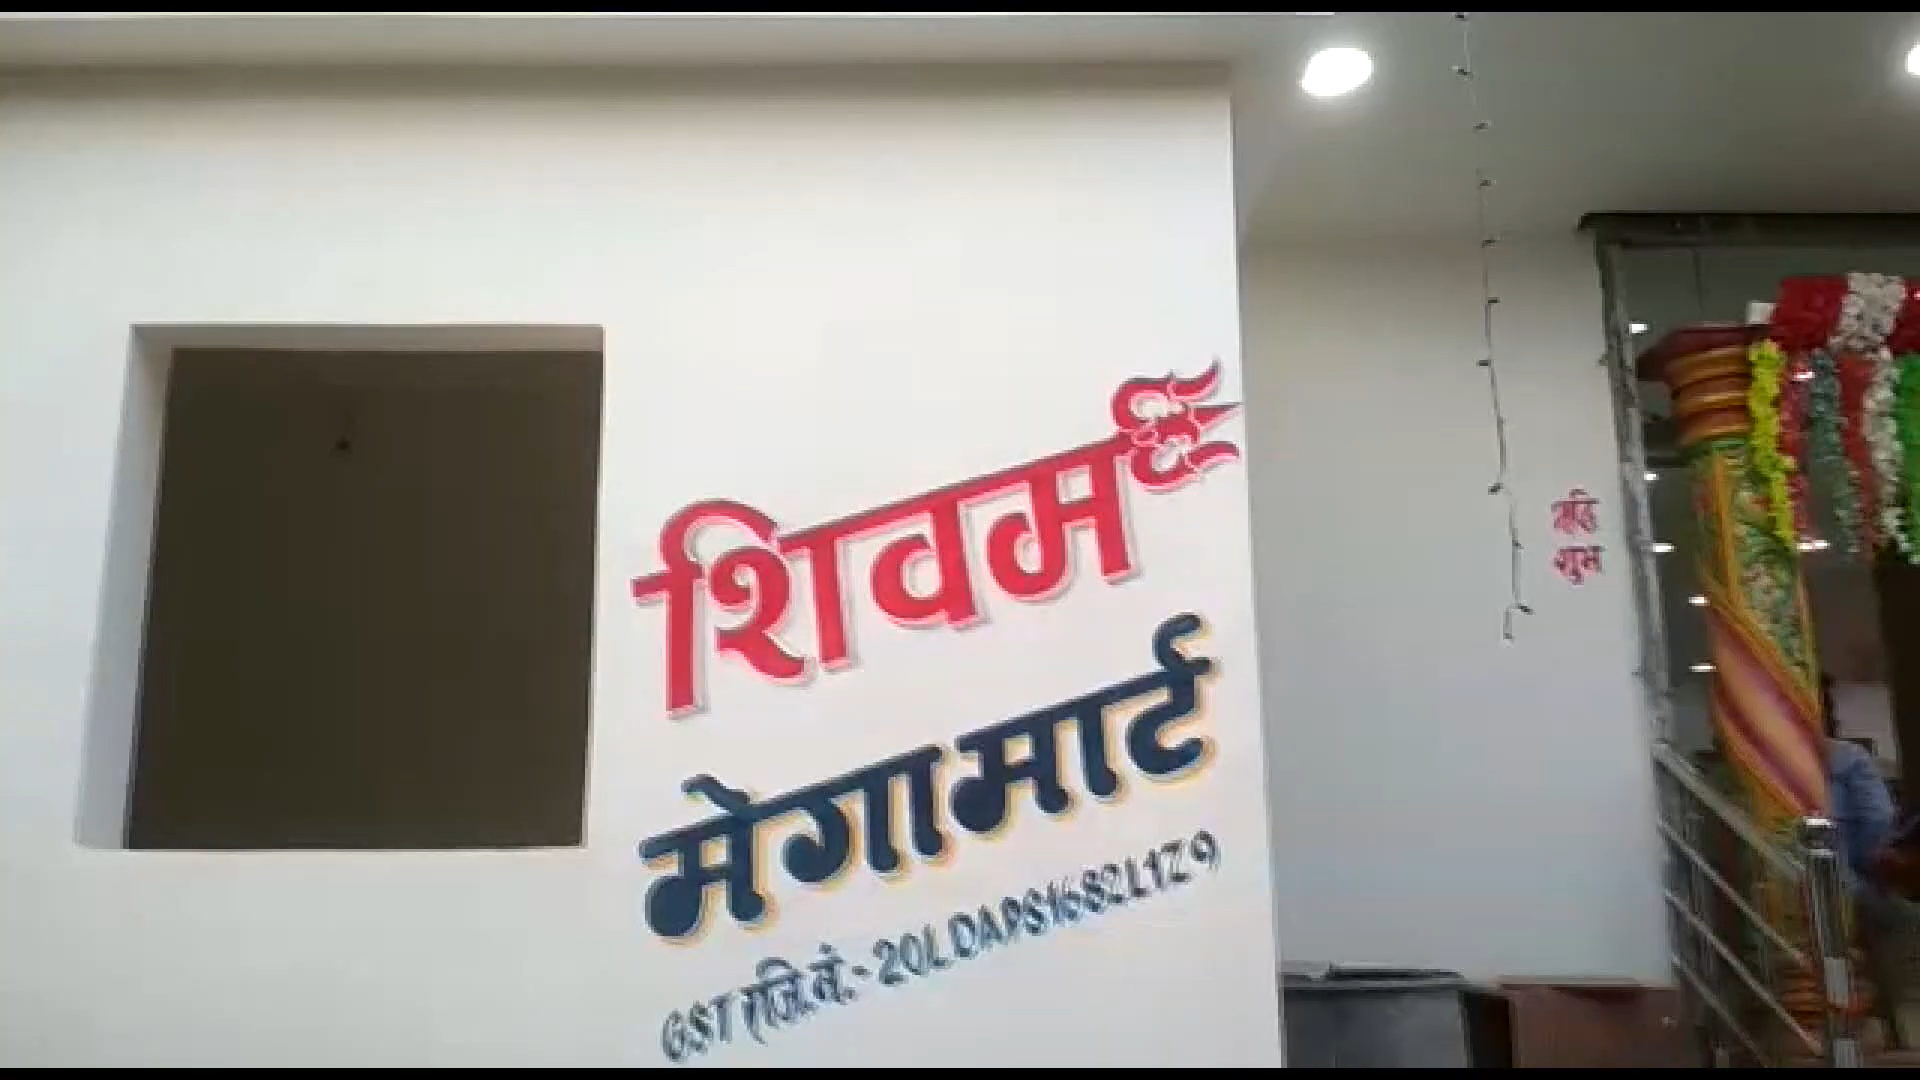 शिवम
मेगा मार्ट
GST रजि. नं.- 20LDAPS1682L1Z9
शुभ